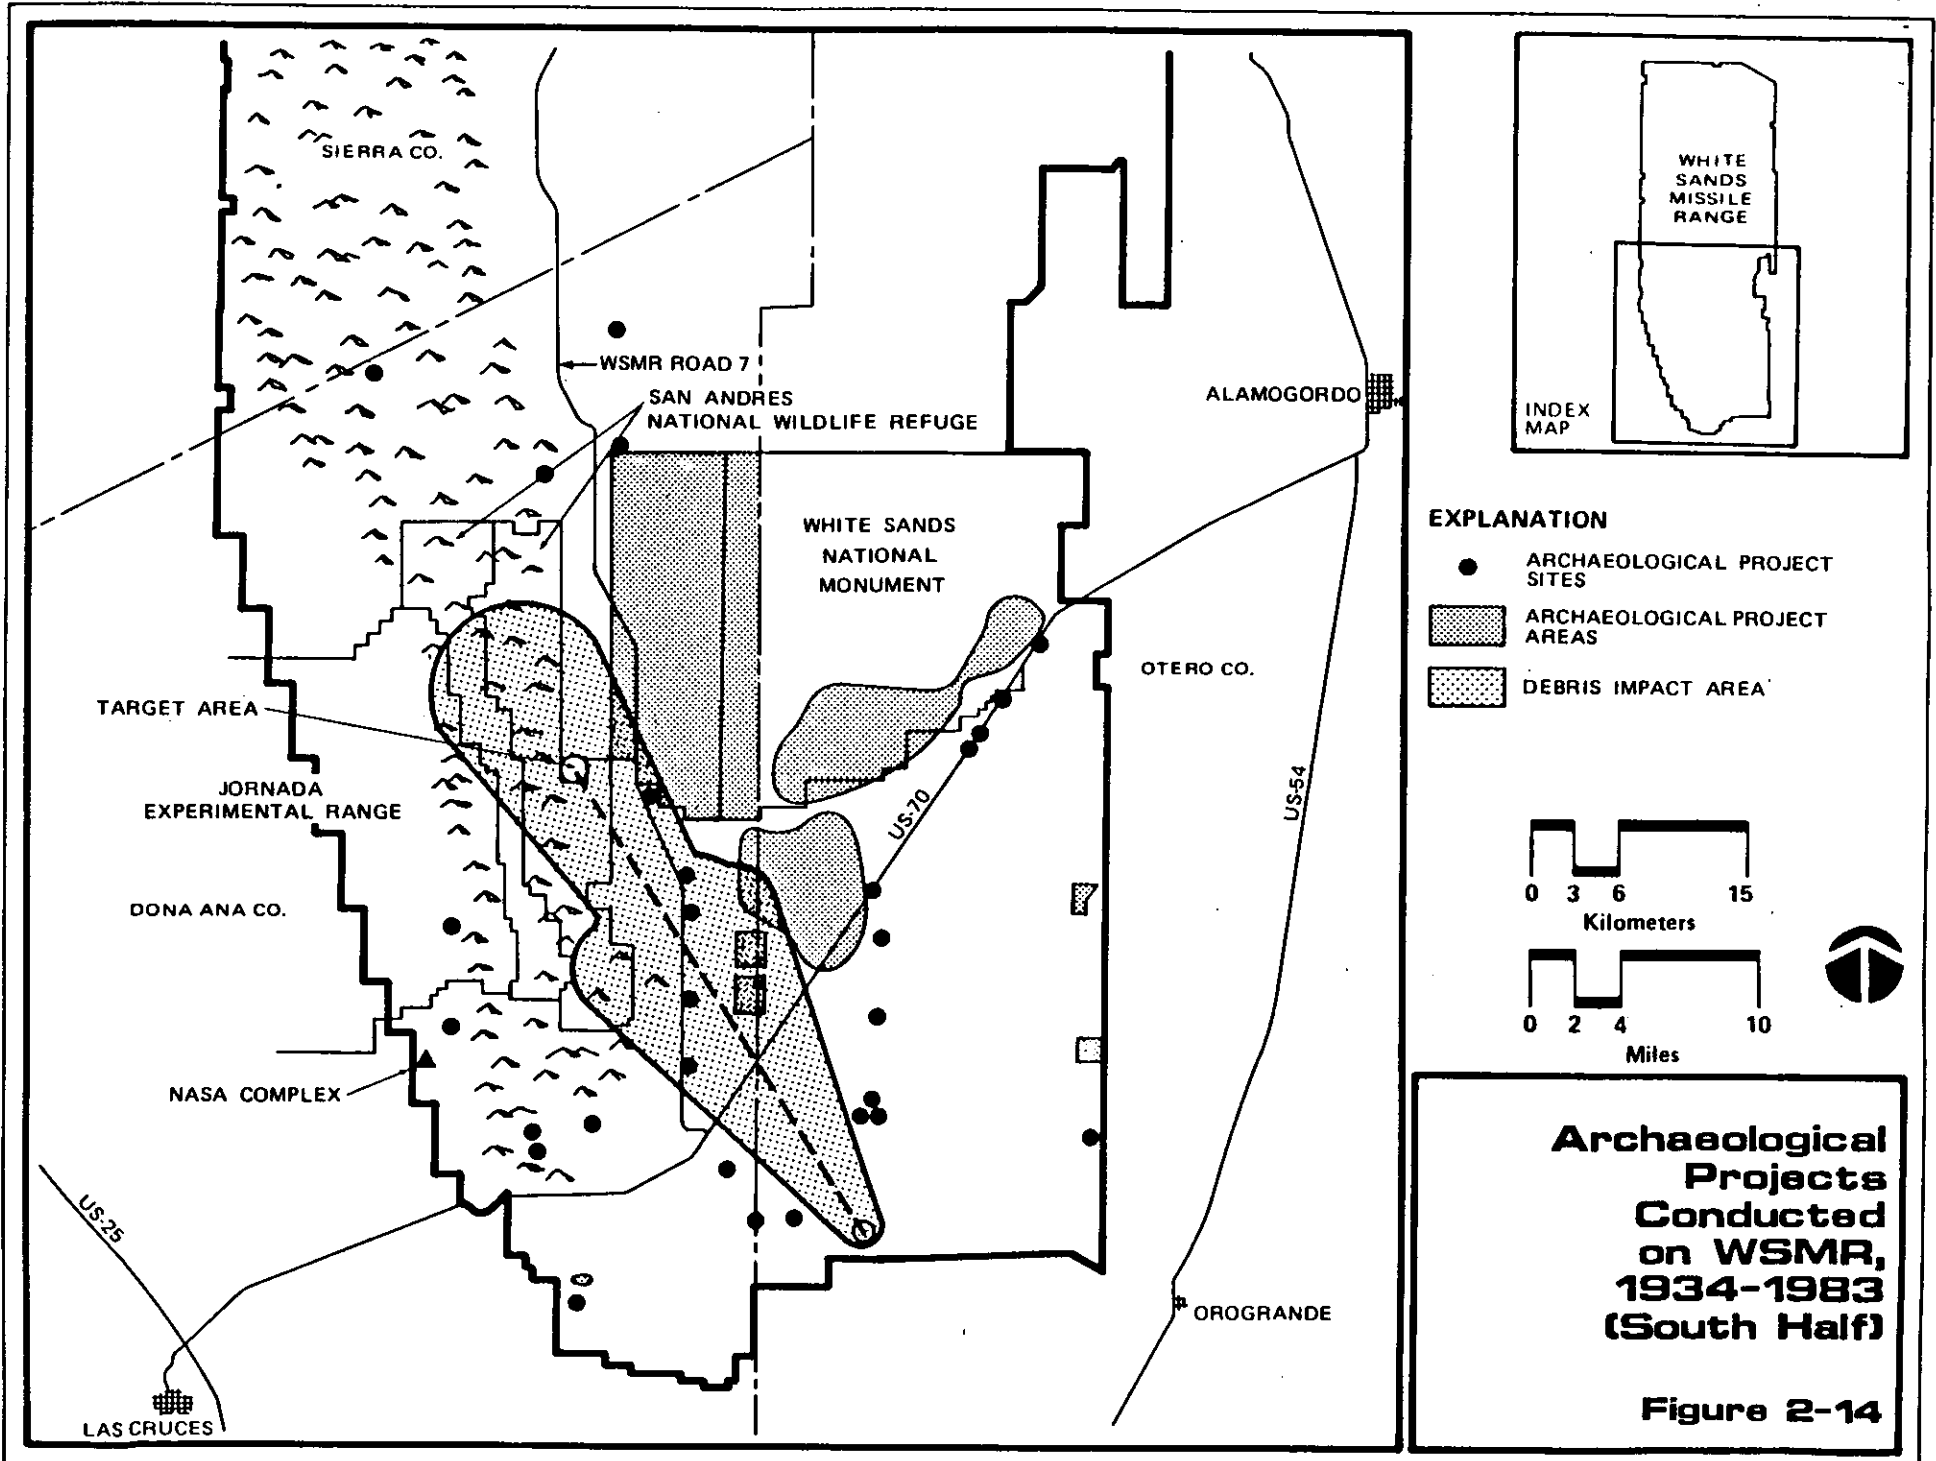 SIERRA CO.
WSMR ROAD 7
SAN ANDRES
NATIONAL WILDLIFE REFUGE
ALAMOGORDO
WHITE SANDS
NATIONAL
MONUMENT
OTERO CO.
TARGET AREA
JORNADA
EXPERIMENTAL RANGE
US-70
US-54
DONA ANA CO.
NASA COMPLEX
US-25
OROGRANDE
LAS CRUCES
WHITE
SANDS
MISSILE
RANGE
INDEX
MAP
EXPLANATION
ARCHAEOLOGICAL PROJECT
SITES
ARCHAEOLOGICAL PROJECT
AREAS
DEBRIS IMPACT AREA
0 3 6 15
Kilometers
0 2 4 10
Miles
Archaeological
Projects
Conducted
on WSMR,
1934-1983
(South Half)
Figure 2-14